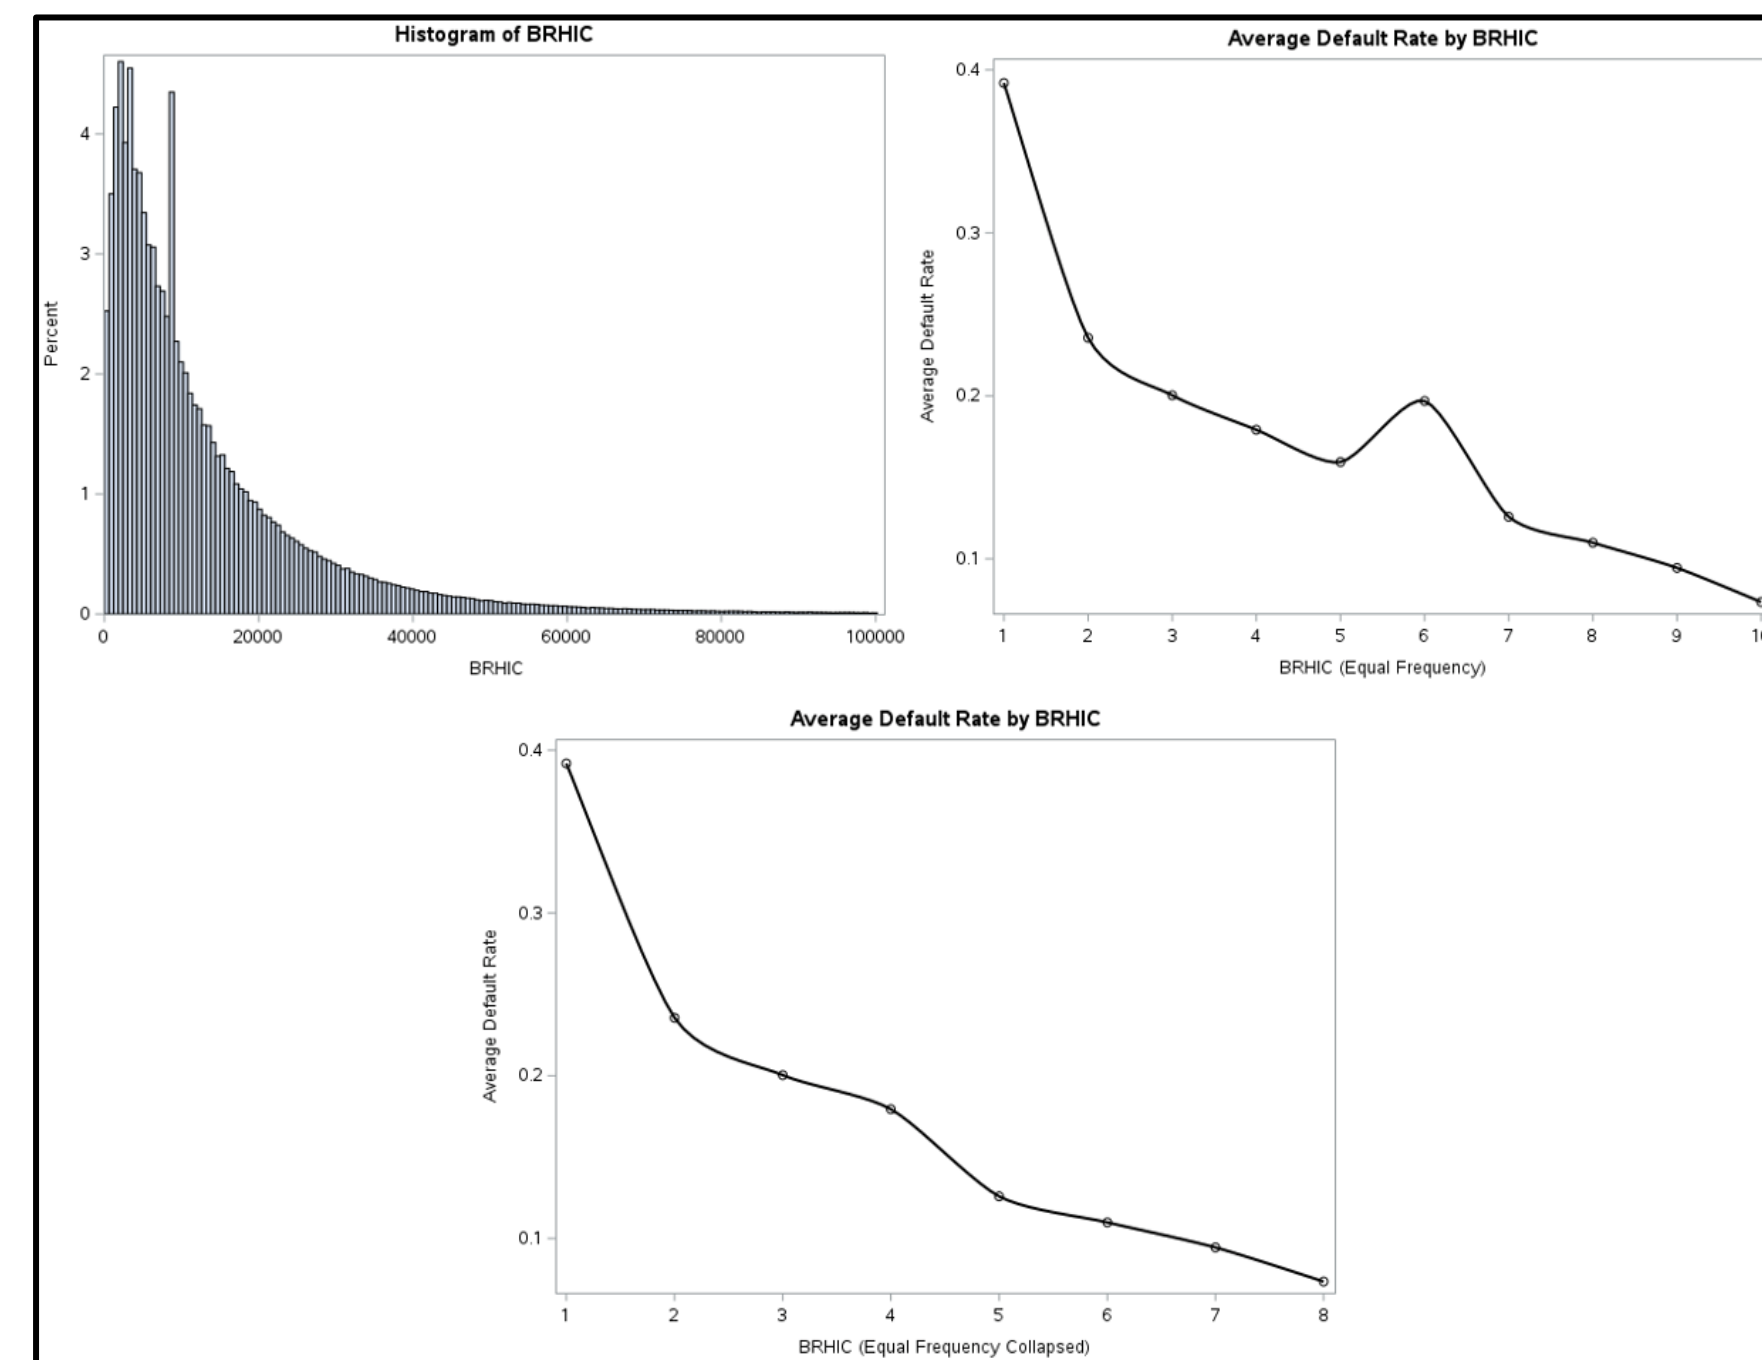 Histogram of BRHIC
Percent
4
3
2
1
0
0 20000 40000 60000 80000 100000
BRHIC
Average Default Rate by BRHIC
Average Default Rate
0.4
0.3
0.2
0.1
1 2 3 4 5 6 7 8 9
BRHIC (Equal Frequency)
Average Default Rate by BRHIC
Average Default Rate
0.4
0.3
0.2
0.1
1 2 3 4 5 6 7 8
BRHIC (Equal Frequency Collapsed)